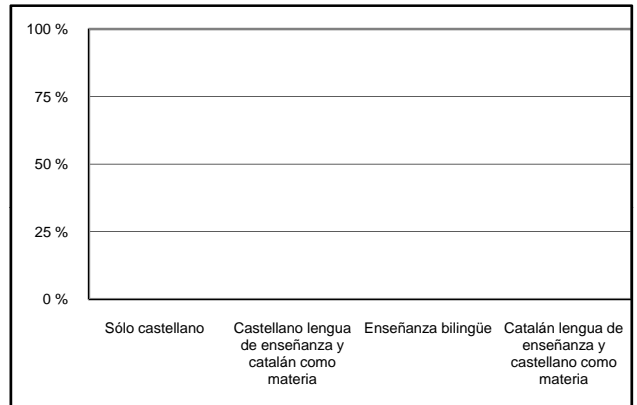 100 %
75 %
50 %
25 %
0 %
Sólo castellano
Castellano lengua
de enseñanza y
catalán como
materia
Enseñanza bilingüe
Catalán lengua de
enseñanza y
castellano como
materia